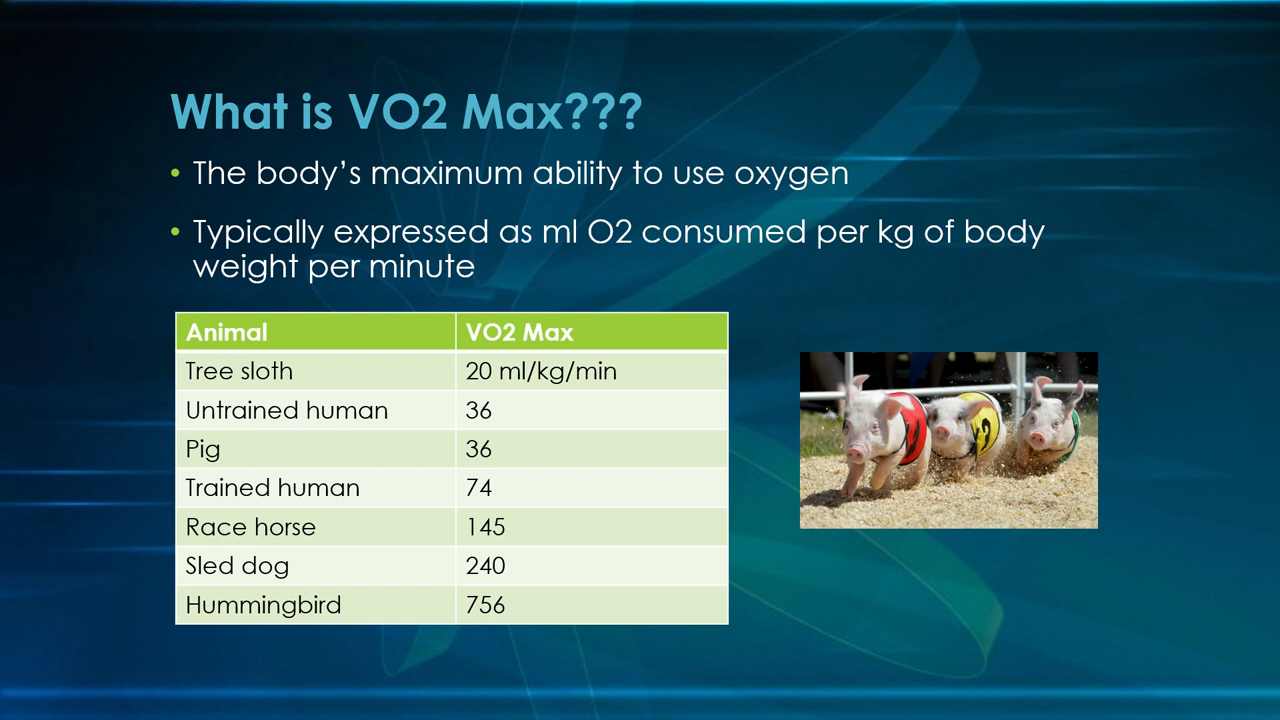 What is VO2 Max???
• The body’s maximum ability to use oxygen
• Typically expressed as ml O2 consumed per kg of body
weight per minute
Animal VO2 Max
Tree sloth 20 ml/kg/min
Untrained human 36
Pig 36
Trained human 74
Race horse 145
Sled dog 240
Hummingbird 756
2